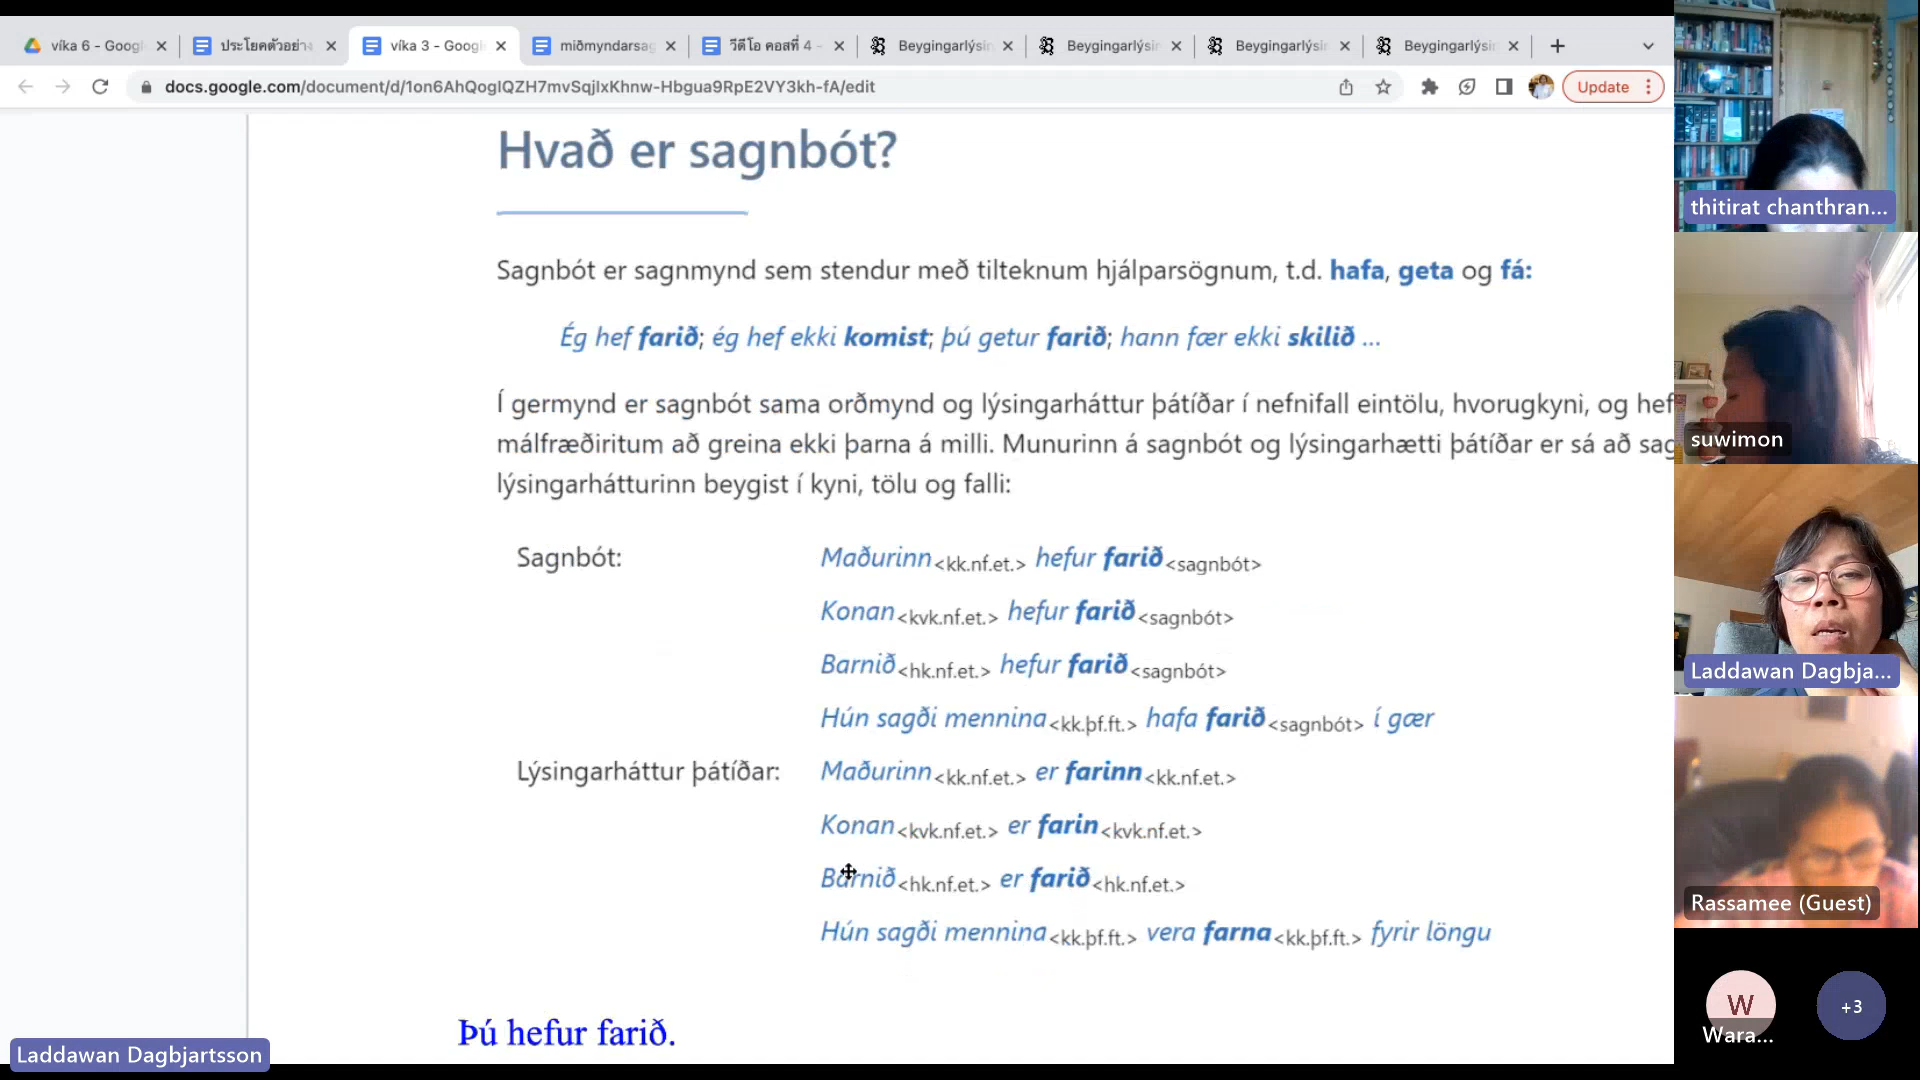 víka 6 - Googl
ประโยคตัวอย่าง
víka 3 - Googl
miðmyndarsag
วีดีโอ คอสที่ 4 -
Beygingarlýsin
Beygingarlýsin
Beygingarlýsin
Beygingarlýsin
docs.google.com/document/d/1on6AhQogIQZH7mvSqjIxKhnw-Hbgua9RpE2VY3kh-fA/edit
Update
Hvað er sagnbót?
Sagnbót er sagnmynd sem stendur með tilteknum hjálparsögnum, t.d. hafa, geta og fá:
Ég hef farið; ég hef ekki komist; þú getur farið; hann fær ekki skilið ...
Í germynd er sagnbót sama orðmynd og lýsingarháttur þátíðar í nefnifall eintölu, hvorugkyni, og hef
málfræðiritum að greina ekki þarna á milli. Munurinn á sagnbót og lýsingarhætti þátíðar er sá að sag
lýsingarhátturinn beygist í kyni, tölu og falli:
Sagnbót: Maðurinn<kk.nf.et.> hefur farið<sagnbót>
Konan<kvk.nf.et.> hefur farið<sagnbót>
Barnið<hk.nf.et.> hefur farið<sagnbót>
Hún sagði mennina<kk.þf.ft.> hafa farið<sagnbót> í gær
Lýsingarháttur þátíðar: Maðurinn<kk.nf.et.> er farinn<kk.nf.et.>
Konan<kvk.nf.et.> er farin<kvk.nf.et.>
Barnið<hk.nf.et.> er farið<hk.nf.et.>
Hún sagði mennina<kk.þf.ft.> vera farna<kk.þf.ft.> fyrir löngu
Þú hefur farið.
Laddawan Dagbjartsson
thitirat chanthran...
suwimon
Laddawan Dagbja...
Rassamee (Guest)
W
Wara...
+3